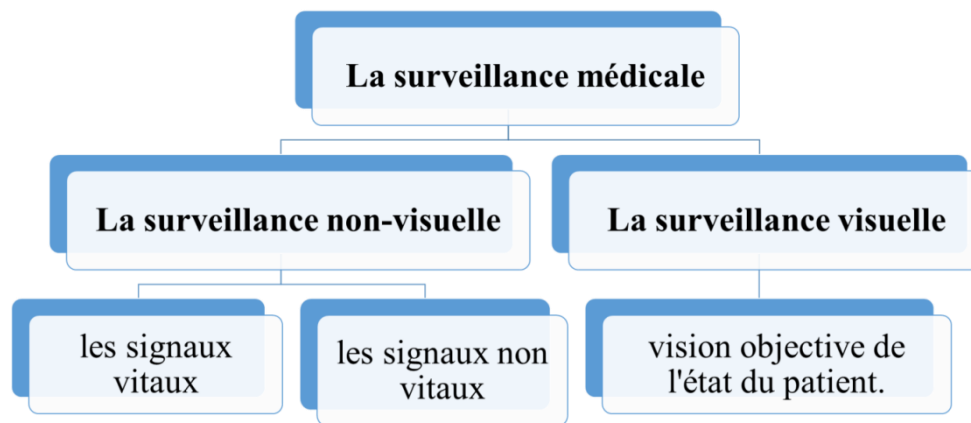 La surveillance médicale
La surveillance non-visuelle
La surveillance visuelle
les signaux
vitaux
les signaux non
vitaux
vision objective de
l'état du patient.